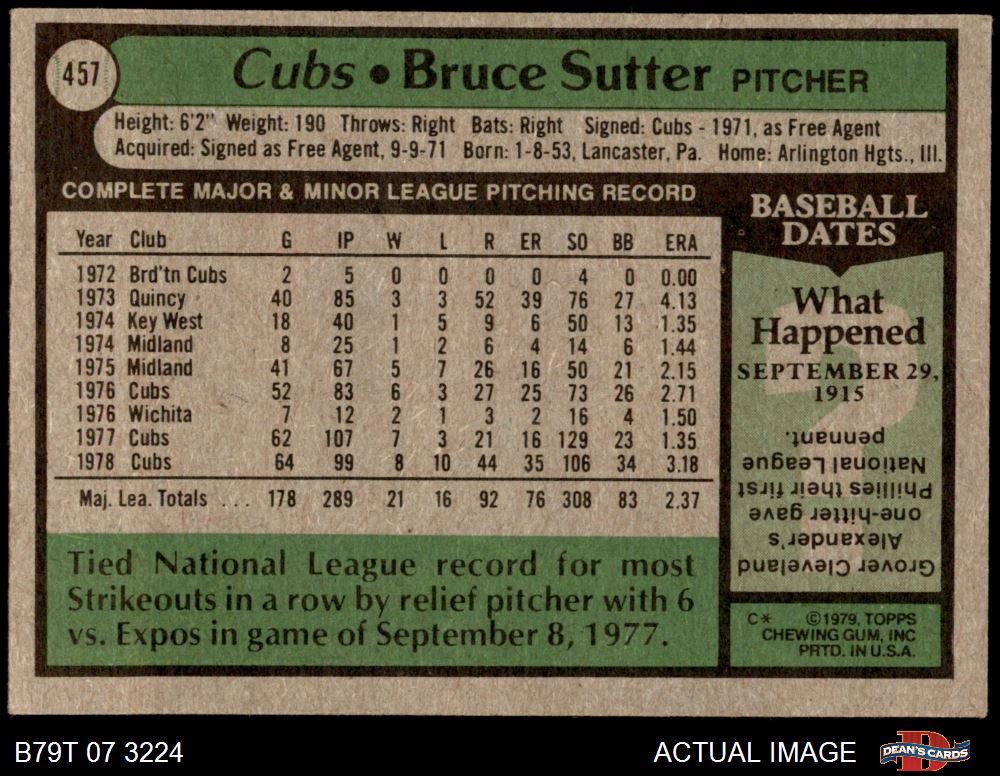 457
Cubs • Bruce Sutter PITCHER
Height: 6'2" Weight: 190 Throws: Right Bats: Right Signed: Cubs - 1971, as Free Agent
Acquired: Signed as Free Agent, 9-9-71 Born: 1-8-53, Lancaster, Pa. Home: Arlington Hgts., Ill.
COMPLETE MAJOR & MINOR LEAGUE PITCHING RECORD
Year Club G IP W L R ER SO BB ERA
1972 Brd'tn Cubs 2 5 0 0 0 0 4 0 0.00
1973 Quincy 40 85 3 3 52 39 76 27 4.13
1974 Key West 18 40 1 5 9 6 50 13 1.35
1974 Midland 8 25 1 2 6 4 14 6 1.44
1975 Midland 41 67 5 7 26 16 50 21 2.15
1976 Cubs 52 83 6 3 27 25 73 26 2.71
1976 Wichita 7 12 2 1 3 2 16 4 1.50
1977 Cubs 62 107 7 3 21 16 129 23 1.35
1978 Cubs 64 99 8 10 44 35 106 34 3.18
Maj. Lea. Totals ... 178 289 21 16 92 76 308 83 2.37
Tied National League record for most
Strikeouts in a row by relief pitcher with 6
vs. Expos in game of September 8, 1977.
BASEBALL
DATES
What
Happened
SEPTEMBER 29,
1915
Grover Cleveland
Alexander's
one-hitter gave
Phillies their first
National League
pennant.
C* ©1979, TOPPS
CHEWING GUM, INC
PRTD. IN U.S.A.
B79T 07 3224
ACTUAL IMAGE
D
DEAN'S CARDS